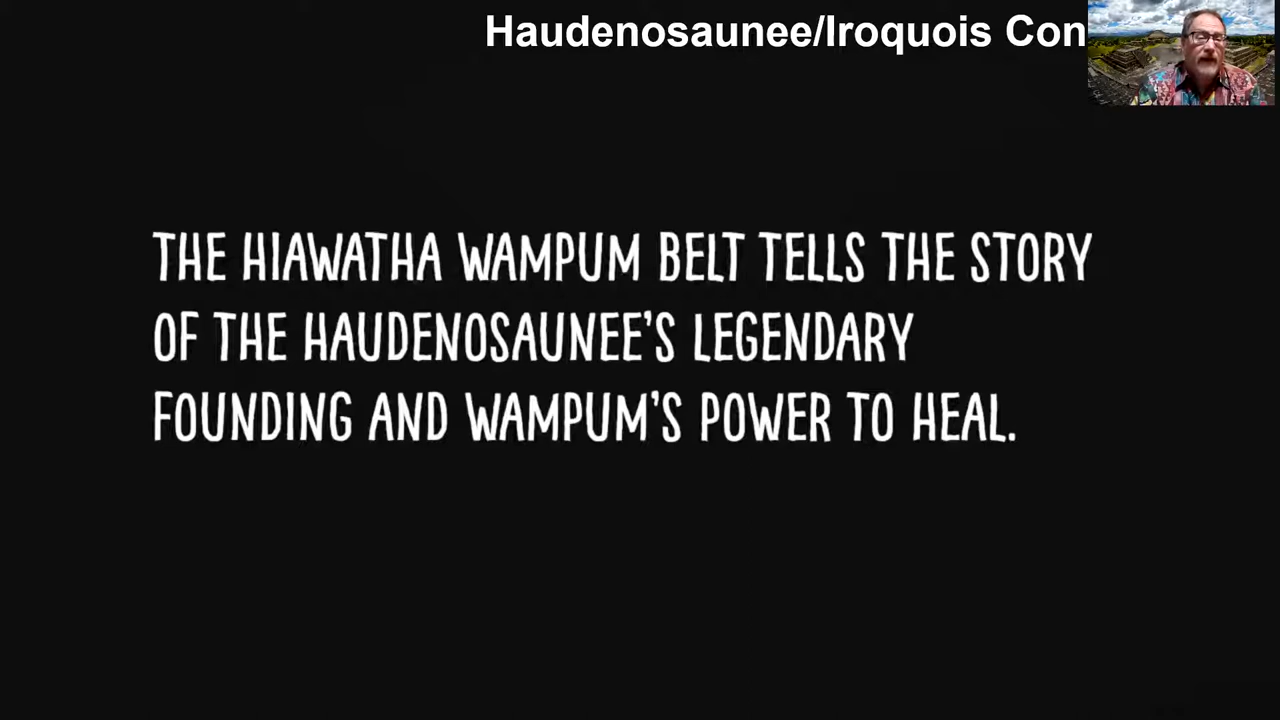 Haudenosaunee/Iroquois Con
THE HIAWATHA WAMPUM BELT TELLS THE STORY
OF THE HAUDENOSAUNEE'S LEGENDARY
FOUNDING AND WAMPUM'S POWER TO HEAL.